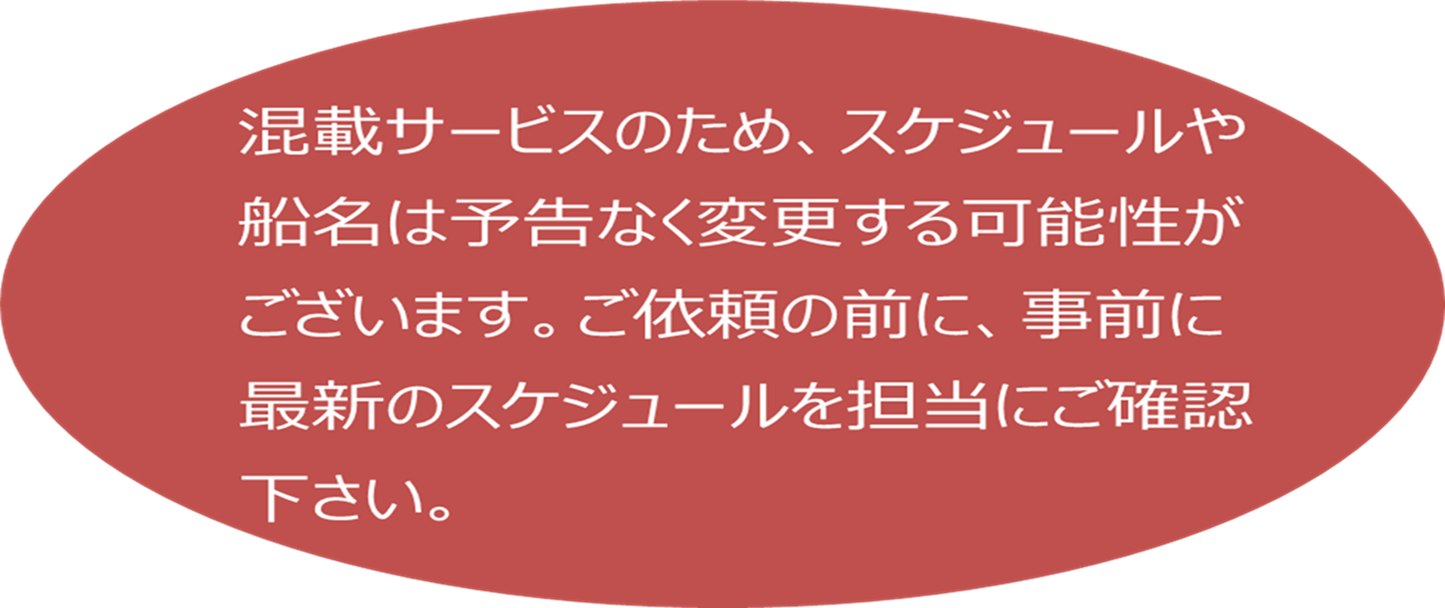 混載サービスのため、スケジュールや
船名は予告なく変更する可能性が
ございます。ご依頼の前に、事前に
最新のスケジュールを担当にご確認
下さい。